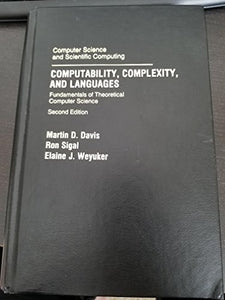 Computer Science
and Scientific Computing
COMPUTABILITY, COMPLEXITY,
AND LANGUAGES
Fundamentals of Theoretical
Computer Science
Second Edition
Martin D. Davis
Ron Sigal
Elaine J. Weyuker